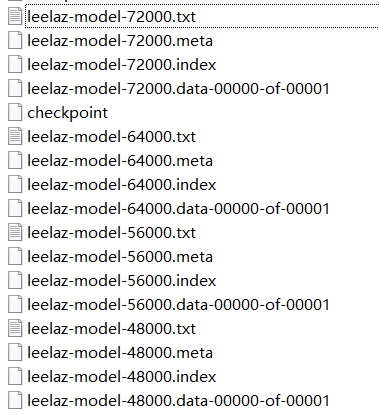 leelaz-model-72000.txt
leelaz-model-72000.meta
leelaz-model-72000.index
leelaz-model-72000.data-00000-of-00001
checkpoint
leelaz-model-64000.txt
leelaz-model-64000.meta
leelaz-model-64000.index
leelaz-model-64000.data-00000-of-00001
leelaz-model-56000.txt
leelaz-model-56000.meta
leelaz-model-56000.index
leelaz-model-56000.data-00000-of-00001
leelaz-model-48000.txt
leelaz-model-48000.meta
leelaz-model-48000.index
leelaz-model-48000.data-00000-of-00001